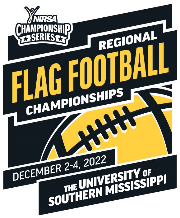 NIRSA
CHAMPIONSHIP
SERIES
REGIONAL
FLAG FOOTBALL
CHAMPIONSHIPS
DECEMBER 2-4, 2022
THE UNIVERSITY OF
SOUTHERN MISSISSIPPI